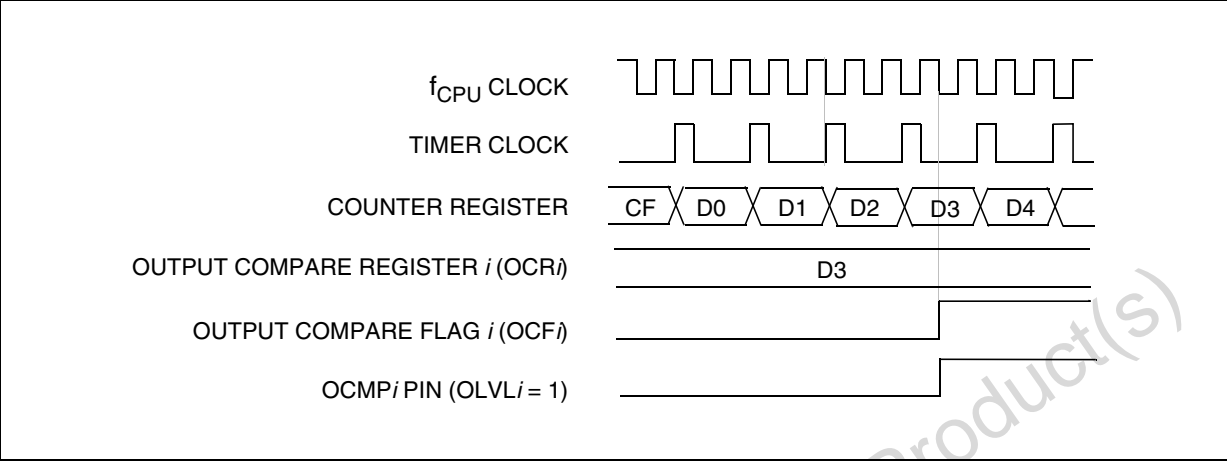 fCPU CLOCK
TIMER CLOCK
COUNTER REGISTER CF D0 D1 D2 D3 D4
OUTPUT COMPARE REGISTER i (OCRi) D3
OUTPUT COMPARE FLAG i (OCFi)
OCMPi PIN (OLVLi = 1)
Product(s)